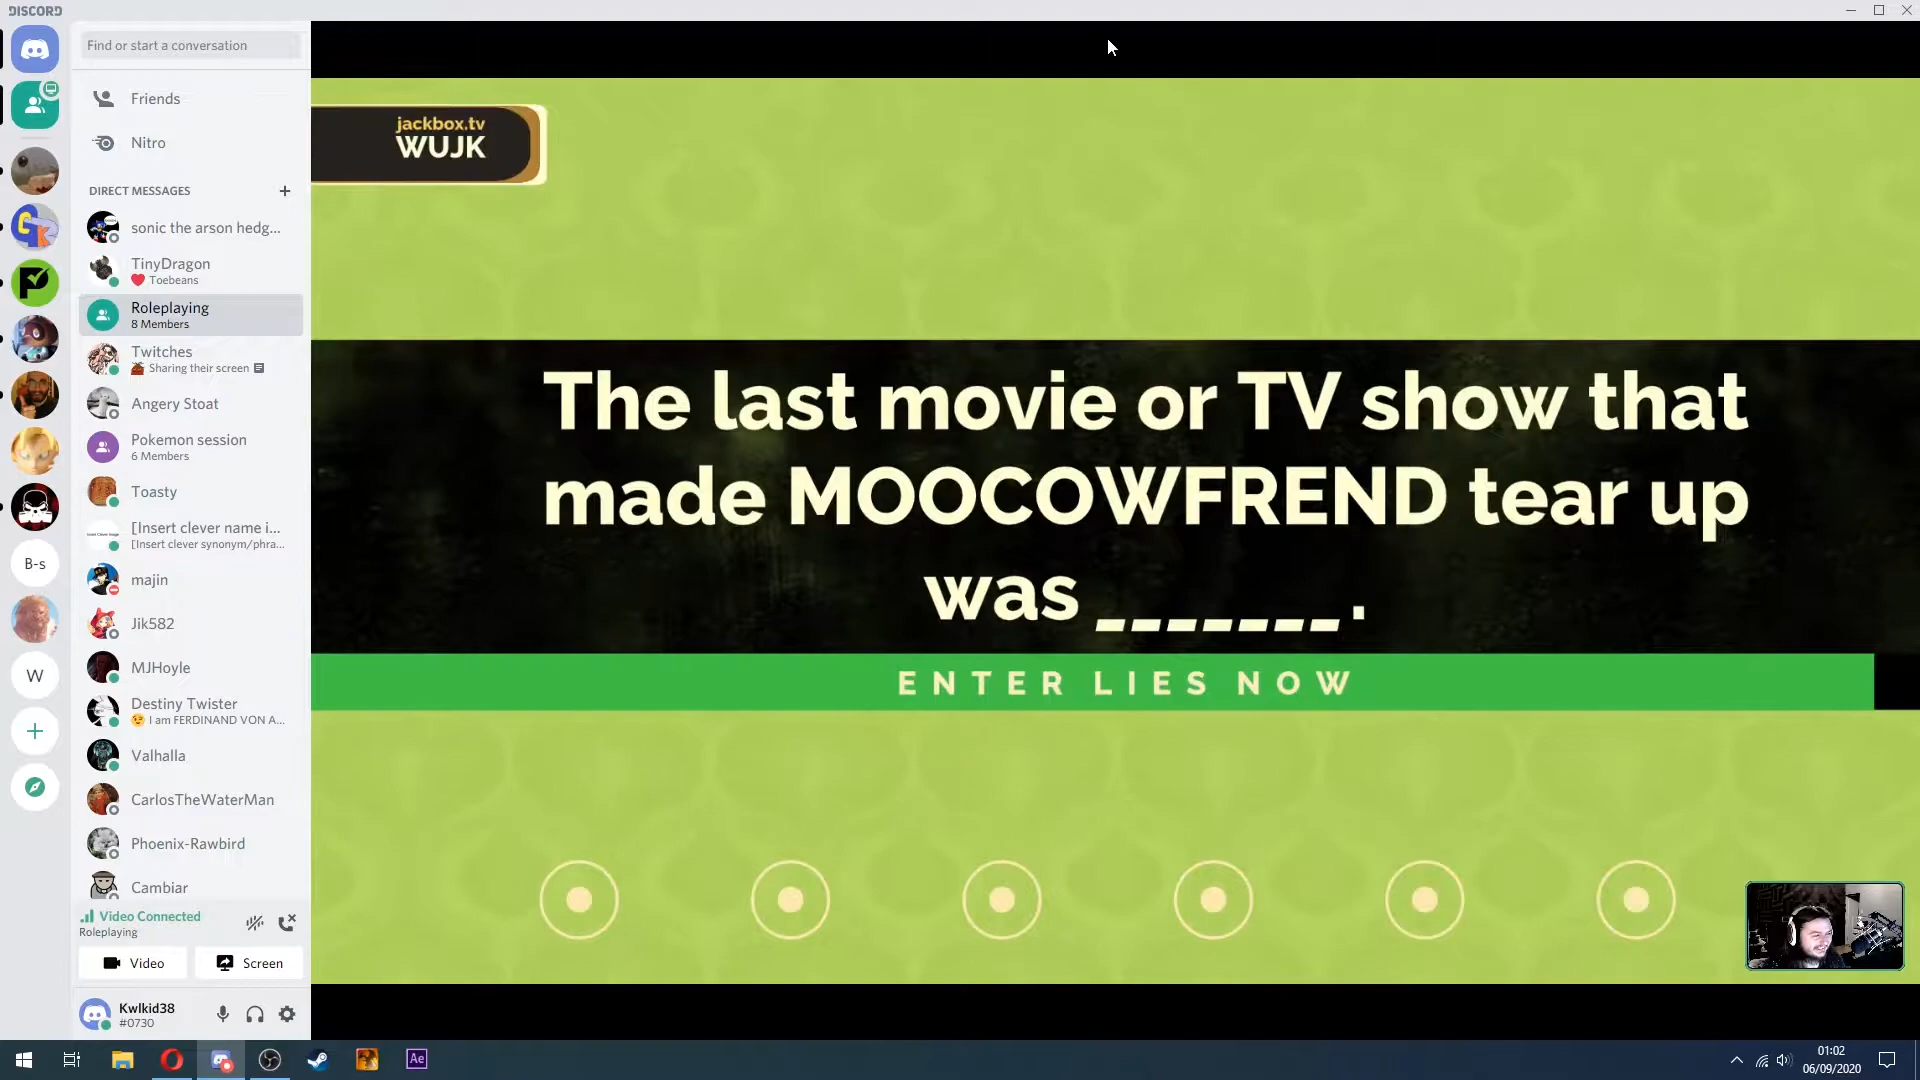 DISCORD
Find or start a conversation
Friends
Nitro
DIRECT MESSAGES
sonic the arson hedg...
TinyDragon
Toebeans
Roleplaying
8 Members
Twitches
Sharing their screen
Angery Stoat
Pokemon session
6 Members
Toasty
[Insert clever name i...
[Insert clever synonym/phra...
majin
Jik582
MJHoyle
Destiny Twister
I am FERDINAND VON A...
Valhalla
CarlosTheWaterMan
Phoenix-Rawbird
Cambiar
B-s
W
Video Connected
Roleplaying
Video
Screen
Kwlkid38
#0730
jackbox.tv
WUJK
The last movie or TV show that
made MOOCOWFREND tear up
was _______.
ENTER LIES NOW
Ae
01:02
06/09/2020